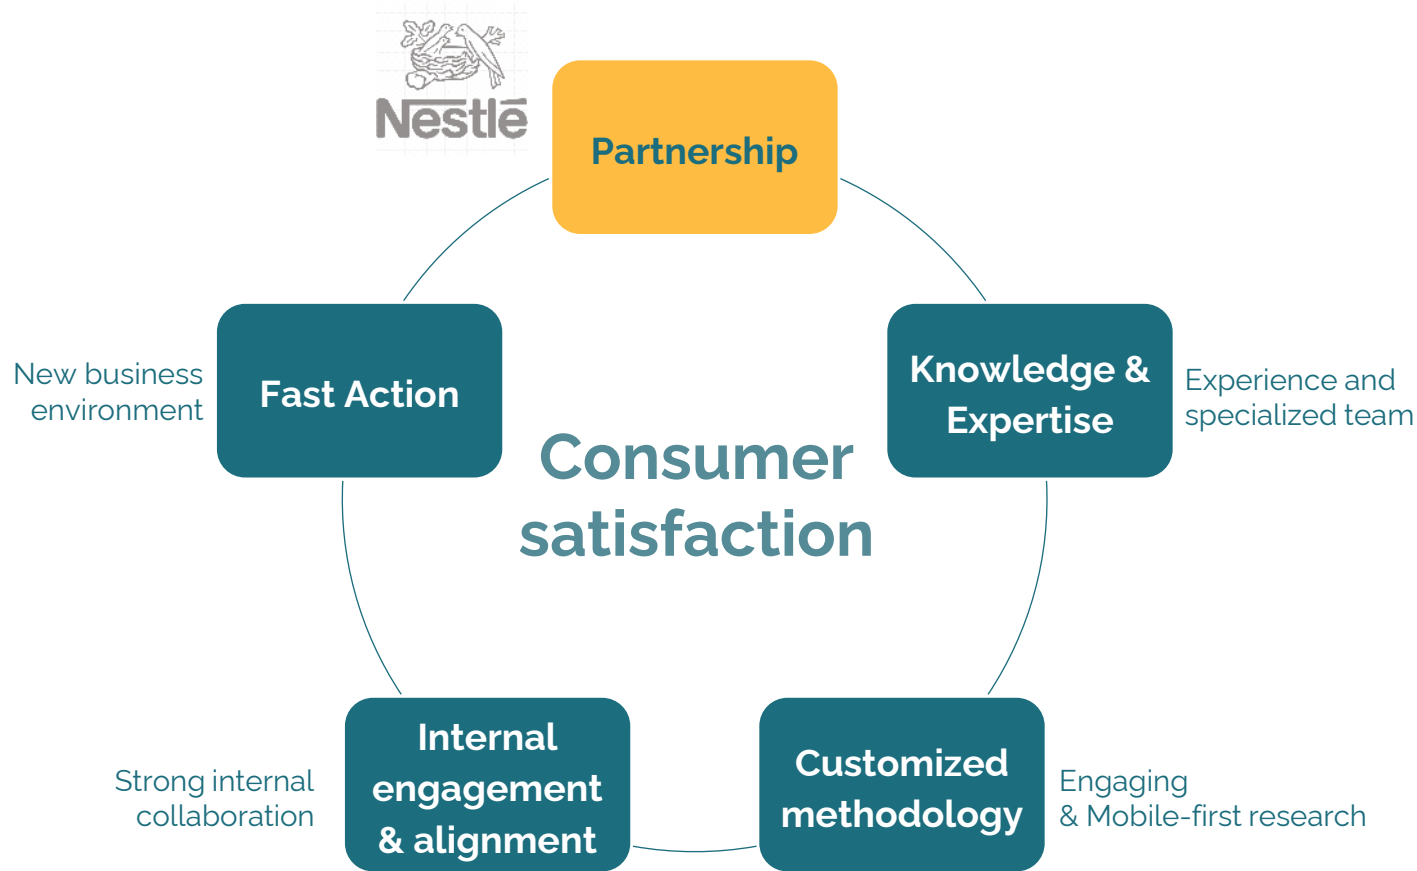 Nestlé
Partnership
Knowledge &
Expertise
Experience and
specialized team
Customized
methodology
Engaging
& Mobile-first research
Internal
engagement
& alignment
Strong internal
collaboration
Fast Action
New business
environment
Consumer
satisfaction